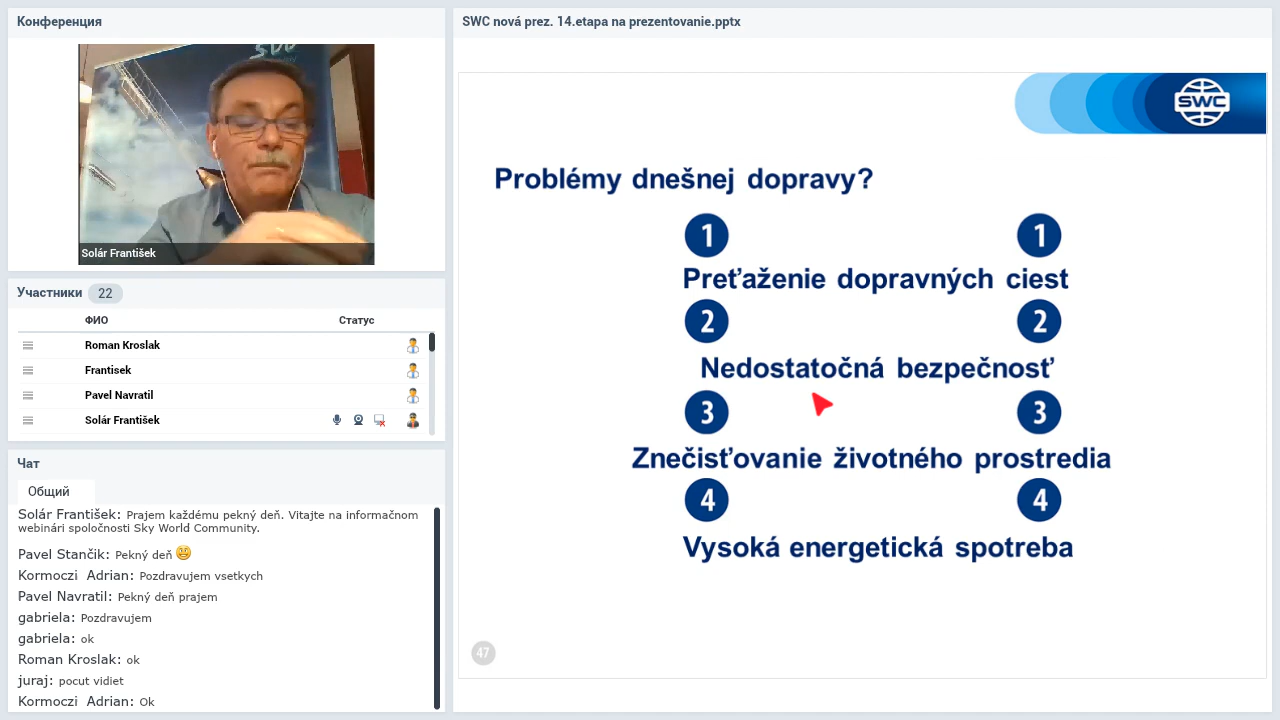 Конференция
Solár František
Участники 22
ФИО Статус
Roman Kroslak
Frantisek
Pavel Navratil
Solár František
Чат
Общий
Solár František: Prajem každému pekný deň. Vitajte na informačnom
webinári spoločnosti Sky World Community.
Pavel Stančik: Pekný deň
Kormoczi Adrian: Pozdravujem vsetkych
Pavel Navratil: Pekný deň prajem
gabriela: Pozdravujem
gabriela: ok
Roman Kroslak: ok
juraj: pocut vidiet
Kormoczi Adrian: Ok
SWC nová prez. 14.etapa na prezentovanie.pptx
SWC
Problémy dnešnej dopravy?
1 1
Preťaženie dopravných ciest
2 2
Nedostatočná bezpečnosť
3 3
Znečisťovanie životného prostredia
4 4
Vysoká energetická spotreba
47